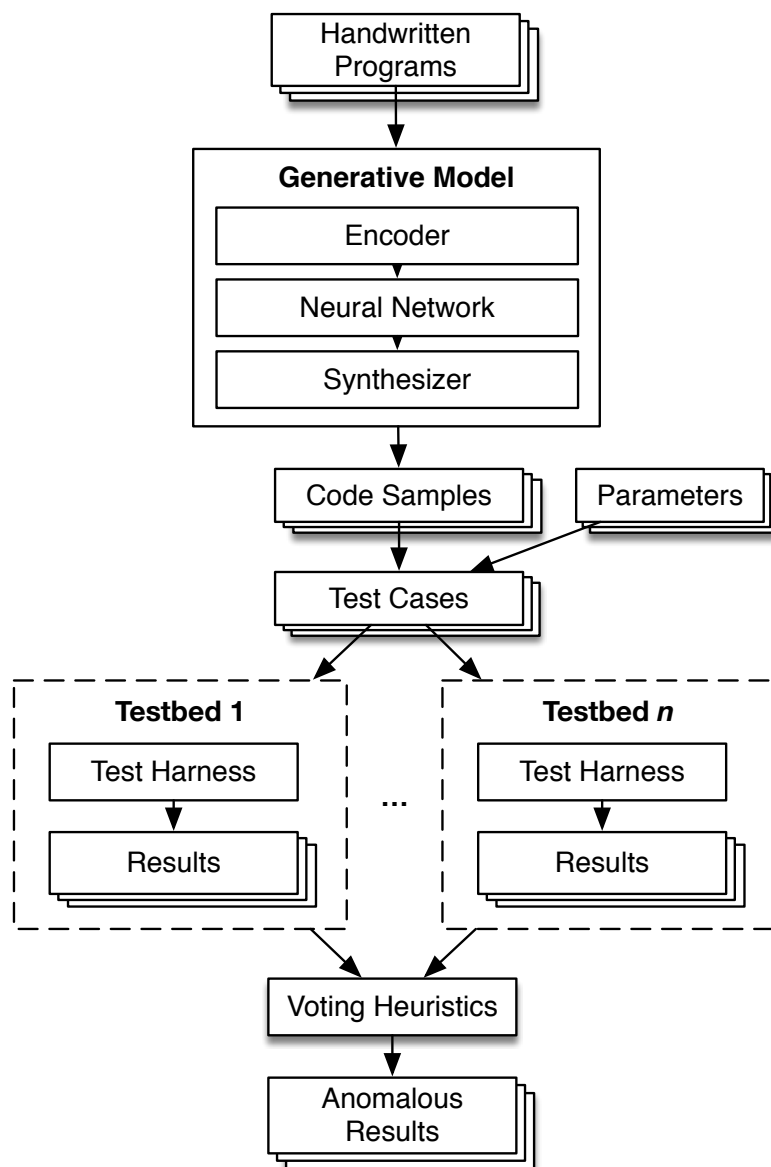 Handwritten
Programs
Generative Model
Encoder
Neural Network
Synthesizer
Code Samples
Parameters
Test Cases
Testbed 1
Test Harness
Results
...
Testbed n
Test Harness
Results
Voting Heuristics
Anomalous
Results